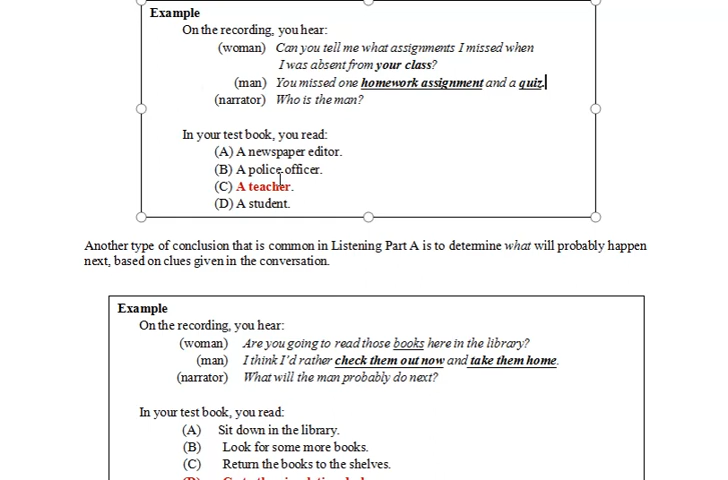 Example
On the recording, you hear:
(woman) Can you tell me what assignments I missed when
I was absent from your class?
(man) You missed one homework assignment and a quiz.
(narrator) Who is the man?
In your test book, you read:
(A) A newspaper editor.
(B) A police officer.
(C) A teacher.
(D) A student.
Another type of conclusion that is common in Listening Part A is to determine what will probably happen
next, based on clues given in the conversation.
Example
On the recording, you hear:
(woman) Are you going to read those books here in the library?
(man) I think I'd rather check them out now and take them home.
(narrator) What will the man probably do next?
In your test book, you read:
(A) Sit down in the library.
(B) Look for some more books.
(C) Return the books to the shelves.